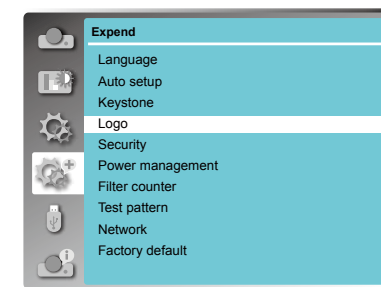 Expend
Language
Auto setup
Keystone
Logo
Security
Power management
Filter counter
Test pattern
Network
Factory default